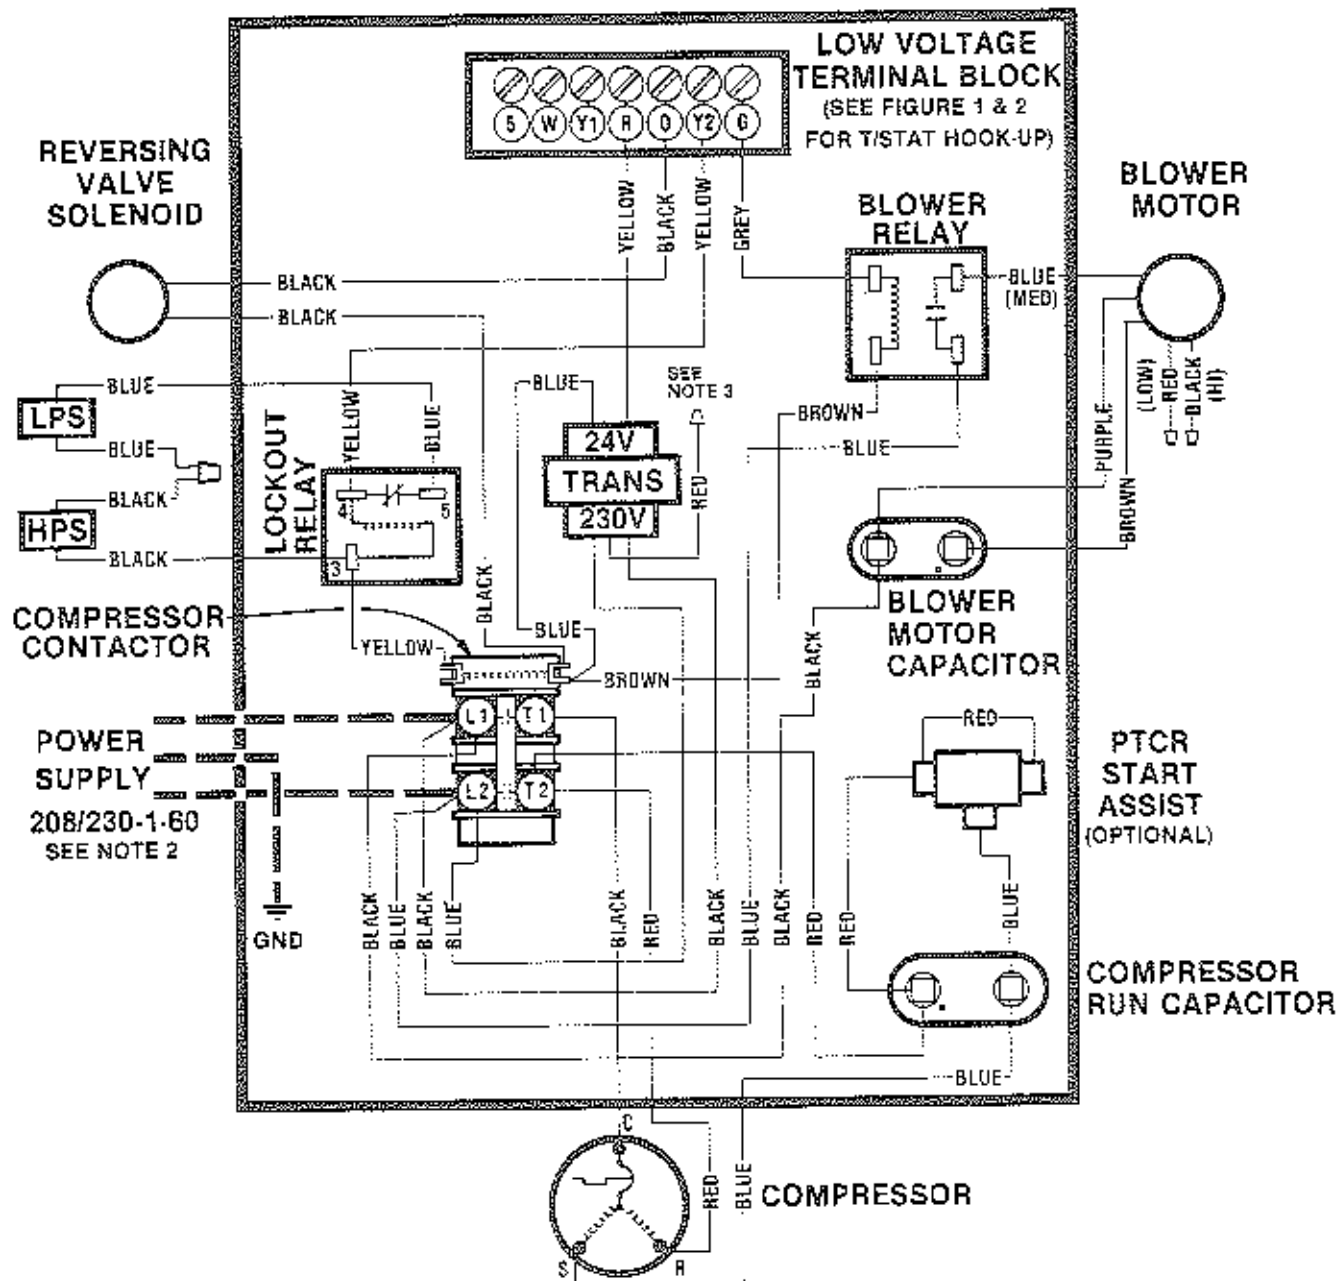 LOW VOLTAGE
TERMINAL BLOCK
(SEE FIGURE 1 & 2
FOR T/STAT HOOK-UP)
S W Y1 R O Y2 G
REVERSING
VALVE
SOLENOID
YELLOW
BLACK
YELLOW
GREY
BLOWER
RELAY
BLOWER
MOTOR
BLACK
BLACK
BLUE
(MED)
(LOW)
RED
BLACK
(HI)
BLUE
LPS
BLUE
BLACK
HPS
BLACK
YELLOW
BLUE
LOCKOUT
RELAY
4 5
3
BLUE
SEE
NOTE 3
24V
TRANS
230V
RED
BROWN
BLUE
PURPLE
BROWN
BLOWER
MOTOR
CAPACITOR
COMPRESSOR
CONTACTOR
YELLOW
BLACK
BLUE
BROWN
BLACK
L1 T1
L2 T2
POWER
SUPPLY
208/230-1-60
SEE NOTE 2
GND
RED
PTCR
START
ASSIST
(OPTIONAL)
BLACK
BLUE
BLACK
BLUE
BLACK
RED
BLACK
BLUE
BLACK
RED
RED
BLUE
COMPRESSOR
RUN CAPACITOR
BLUE
C
S
R
RED
BLUE
COMPRESSOR